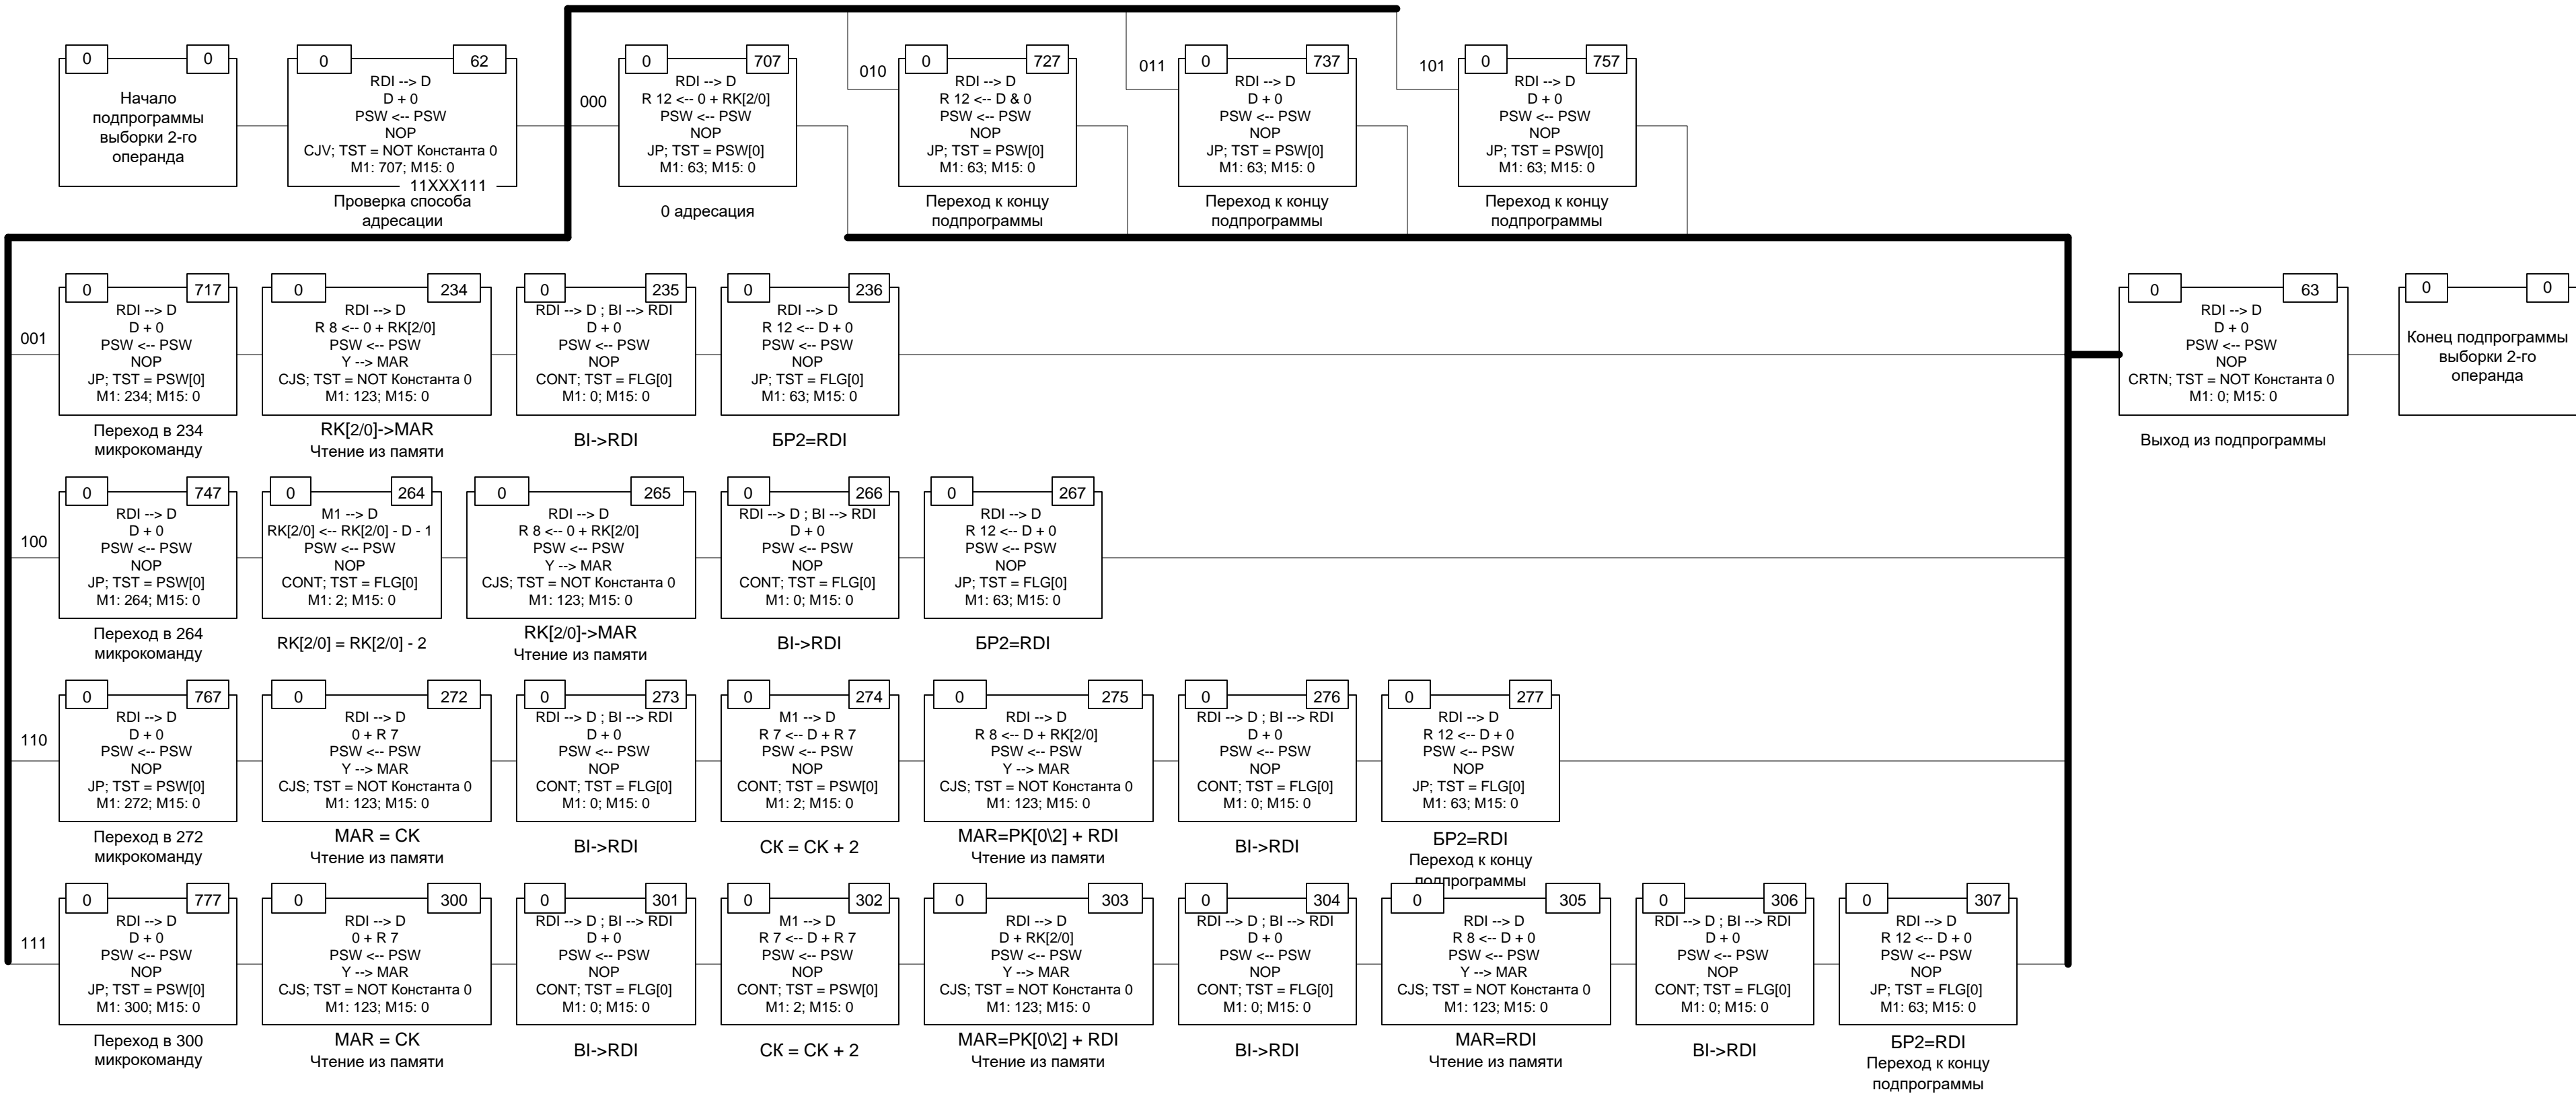 0 0
Начало
подпрограммы
выборки 2-го
операнда
0 62
RDI --> D
D + 0
PSW <-- PSW
NOP
CJV; TST = NOT Константа 0
M1: 707; M15: 0
11XXX111
Проверка способа
адресации
000
0 707
RDI --> D
R 12 <-- 0 + RK[2/0]
PSW <-- PSW
NOP
JP; TST = PSW[0]
M1: 63; M15: 0
0 адресация
010
0 727
RDI --> D
R 12 <-- D & 0
PSW <-- PSW
NOP
JP; TST = PSW[0]
M1: 63; M15: 0
Переход к концу
подпрограммы
011
0 737
RDI --> D
D + 0
PSW <-- PSW
NOP
JP; TST = PSW[0]
M1: 63; M15: 0
Переход к концу
подпрограммы
101
0 757
RDI --> D
D + 0
PSW <-- PSW
NOP
JP; TST = PSW[0]
M1: 63; M15: 0
Переход к концу
подпрограммы
001
0 717
RDI --> D
D + 0
PSW <-- PSW
NOP
JP; TST = PSW[0]
M1: 234; M15: 0
Переход в 234
микрокоманду
0 234
RDI --> D
R 8 <-- 0 + RK[2/0]
PSW <-- PSW
Y --> MAR
CJS; TST = NOT Константа 0
M1: 123; M15: 0
RK[2/0]->MAR
Чтение из памяти
0 235
RDI --> D ; BI --> RDI
D + 0
PSW <-- PSW
NOP
CONT; TST = FLG[0]
M1: 0; M15: 0
BI->RDI
0 236
RDI --> D
R 12 <-- D + 0
PSW <-- PSW
NOP
JP; TST = FLG[0]
M1: 63; M15: 0
БР2=RDI
0 63
RDI --> D
D + 0
PSW <-- PSW
NOP
CRTN; TST = NOT Константа 0
M1: 0; M15: 0
Выход из подпрограммы
0 0
Конец подпрограммы
выборки 2-го
операнда
100
0 747
RDI --> D
D + 0
PSW <-- PSW
NOP
JP; TST = PSW[0]
M1: 264; M15: 0
Переход в 264
микрокоманду
0 264
M1 --> D
RK[2/0] <-- RK[2/0] - D - 1
PSW <-- PSW
NOP
CONT; TST = FLG[0]
M1: 2; M15: 0
RK[2/0] = RK[2/0] - 2
0 265
RDI --> D
R 8 <-- 0 + RK[2/0]
PSW <-- PSW
Y --> MAR
CJS; TST = NOT Константа 0
M1: 123; M15: 0
RK[2/0]->MAR
Чтение из памяти
0 266
RDI --> D ; BI --> RDI
D + 0
PSW <-- PSW
NOP
CONT; TST = FLG[0]
M1: 0; M15: 0
BI->RDI
0 267
RDI --> D
R 12 <-- D + 0
PSW <-- PSW
NOP
JP; TST = FLG[0]
M1: 63; M15: 0
БР2=RDI
110
0 767
RDI --> D
D + 0
PSW <-- PSW
NOP
JP; TST = PSW[0]
M1: 272; M15: 0
Переход в 272
микрокоманду
0 272
RDI --> D
0 + R 7
PSW <-- PSW
Y --> MAR
CJS; TST = NOT Константа 0
M1: 123; M15: 0
MAR = СК
Чтение из памяти
0 273
RDI --> D ; BI --> RDI
D + 0
PSW <-- PSW
NOP
CONT; TST = FLG[0]
M1: 0; M15: 0
BI->RDI
0 274
M1 --> D
R 7 <-- D + R 7
PSW <-- PSW
NOP
CONT; TST = PSW[0]
M1: 2; M15: 0
СК = СК + 2
0 275
RDI --> D
R 8 <-- D + RK[2/0]
PSW <-- PSW
Y --> MAR
CJS; TST = NOT Константа 0
M1: 123; M15: 0
MAR=РК[0\2] + RDI
Чтение из памяти
0 276
RDI --> D ; BI --> RDI
D + 0
PSW <-- PSW
NOP
CONT; TST = FLG[0]
M1: 0; M15: 0
BI->RDI
0 277
RDI --> D
R 12 <-- D + 0
PSW <-- PSW
NOP
JP; TST = FLG[0]
M1: 63; M15: 0
БР2=RDI
Переход к концу
подпрограммы
111
0 777
RDI --> D
D + 0
PSW <-- PSW
NOP
JP; TST = PSW[0]
M1: 300; M15: 0
Переход в 300
микрокоманду
0 300
RDI --> D
0 + R 7
PSW <-- PSW
Y --> MAR
CJS; TST = NOT Константа 0
M1: 123; M15: 0
MAR = СК
Чтение из памяти
0 301
RDI --> D ; BI --> RDI
D + 0
PSW <-- PSW
NOP
CONT; TST = FLG[0]
M1: 0; M15: 0
BI->RDI
0 302
M1 --> D
R 7 <-- D + R 7
PSW <-- PSW
NOP
CONT; TST = PSW[0]
M1: 2; M15: 0
СК = СК + 2
0 303
RDI --> D
D + RK[2/0]
PSW <-- PSW
Y --> MAR
CJS; TST = NOT Константа 0
M1: 123; M15: 0
MAR=РК[0\2] + RDI
Чтение из памяти
0 304
RDI --> D ; BI --> RDI
D + 0
PSW <-- PSW
NOP
CONT; TST = FLG[0]
M1: 0; M15: 0
BI->RDI
0 305
RDI --> D
R 8 <-- D + 0
PSW <-- PSW
Y --> MAR
CJS; TST = NOT Константа 0
M1: 123; M15: 0
MAR=RDI
Чтение из памяти
0 306
RDI --> D ; BI --> RDI
D + 0
PSW <-- PSW
NOP
CONT; TST = FLG[0]
M1: 0; M15: 0
BI->RDI
0 307
RDI --> D
R 12 <-- D + 0
PSW <-- PSW
NOP
JP; TST = FLG[0]
M1: 63; M15: 0
БР2=RDI
Переход к концу
подпрограммы